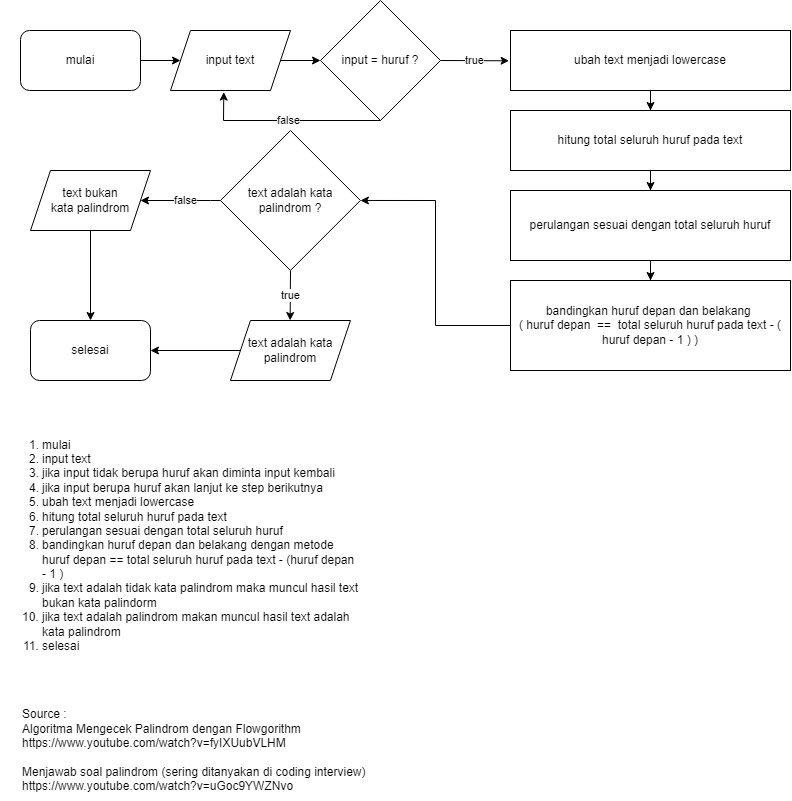 mulai
input text
input = huruf ?
true
ubah text menjadi lowercase
false
hitung total seluruh huruf pada text
text bukan
kata palindrom
false
text adalah kata
palindrom ?
perulangan sesuai dengan total seluruh huruf
true
bandingkan huruf depan dan belakang
( huruf depan == total seluruh huruf pada text - (
huruf depan - 1 ) )
selesai
text adalah kata
palindrom
1. mulai
2. input text
3. jika input tidak berupa huruf akan diminta input kembali
4. jika input berupa huruf akan lanjut ke step berikutnya
5. ubah text menjadi lowercase
6. hitung total seluruh huruf pada text
7. perulangan sesuai dengan total seluruh huruf
8. bandingkan huruf depan dan belakang dengan metode
huruf depan == total seluruh huruf pada text - (huruf depan
- 1 )
9. jika text adalah tidak kata palindrom maka muncul hasil text
bukan kata palindorm
10. jika text adalah palindrom makan muncul hasil text adalah
kata palindrom
11. selesai
Source :
Algoritma Mengecek Palindrom dengan Flowgorithm
https://www.youtube.com/watch?v=fyIXUubVLHM
Menjawab soal palindrom (sering ditanyakan di coding interview)
https://www.youtube.com/watch?v=uGoc9YWZNvo